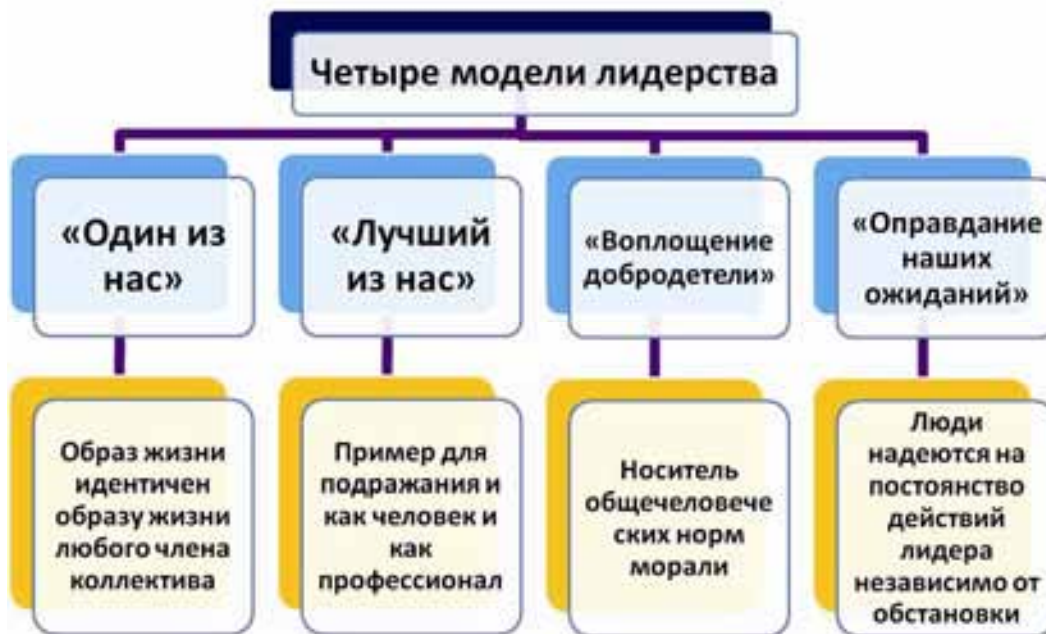 Четыре модели лидерства
«Один из
нас»
«Лучший
из нас»
«Воплощение
добродетели»
«Оправдание
наших
ожиданий»
Образ жизни
идентичен
образу жизни
любого члена
коллектива
Пример для
подражания и
как человек и
как
профессионал
Носитель
общечеловече
ских норм
морали
Люди
надеются на
постоянство
действий
лидера
независимо от
обстановки